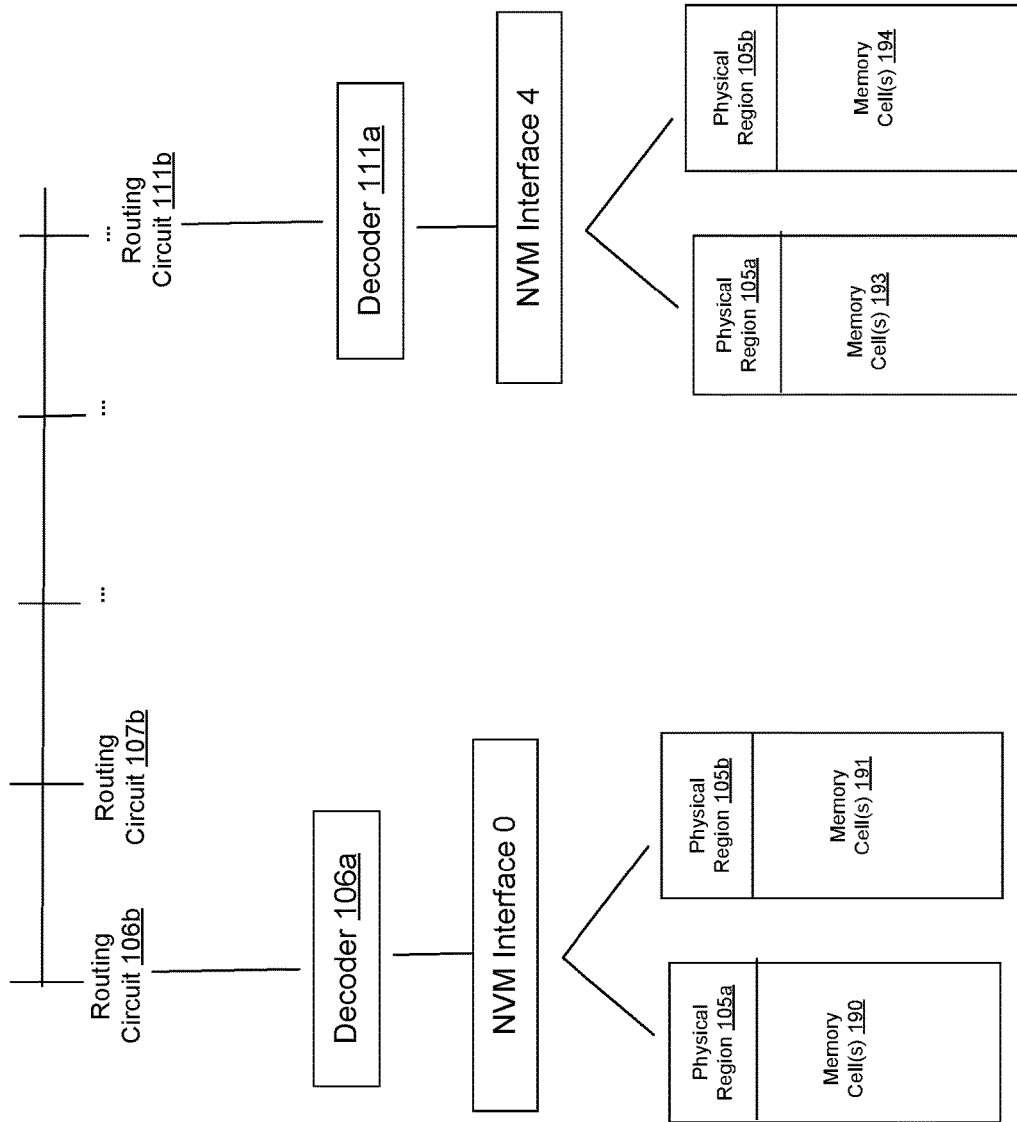 Routing
Circuit 106b
Routing
Circuit 107b
...
...
...
Routing
Circuit 111b
Decoder 106a
Decoder 111a
NVM Interface 0
NVM Interface 4
Physical
Region 105a
Memory
Cell(s) 190
Physical
Region 105b
Memory
Cell(s) 191
Physical
Region 105a
Memory
Cell(s) 193
Physical
Region 105b
Memory
Cell(s) 194